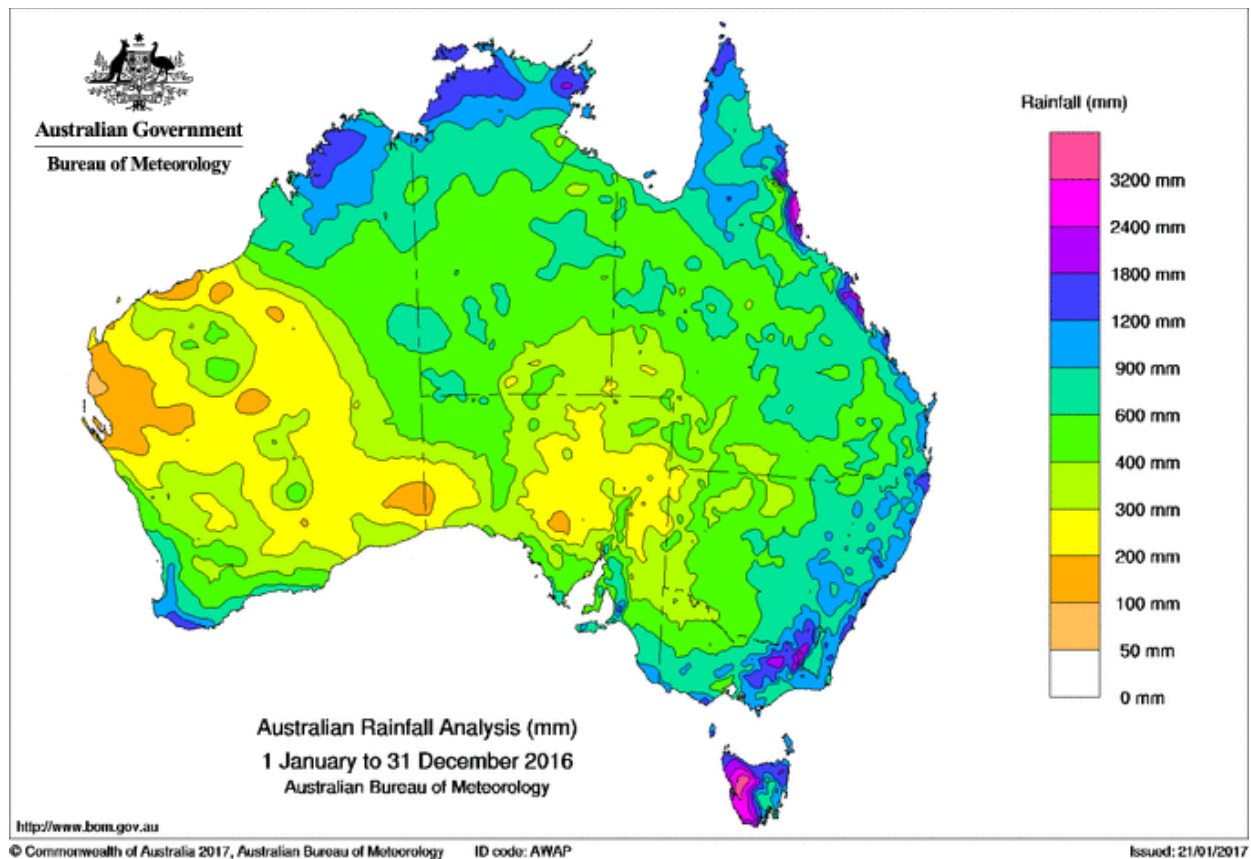 Australian Government
Bureau of Meteorology
Rainfall (mm)
3200 mm
2400 mm
1800 mm
1200 mm
900 mm
600 mm
400 mm
300 mm
200 mm
100 mm
50 mm
0 mm
Australian Rainfall Analysis (mm)
1 January to 31 December 2016
Australian Bureau of Meteorology
http://www.bom.gov.au
© Commonwealth of Australia 2017, Australian Bureau of Meteorology ID code: AWAP Issued: 21/01/2017